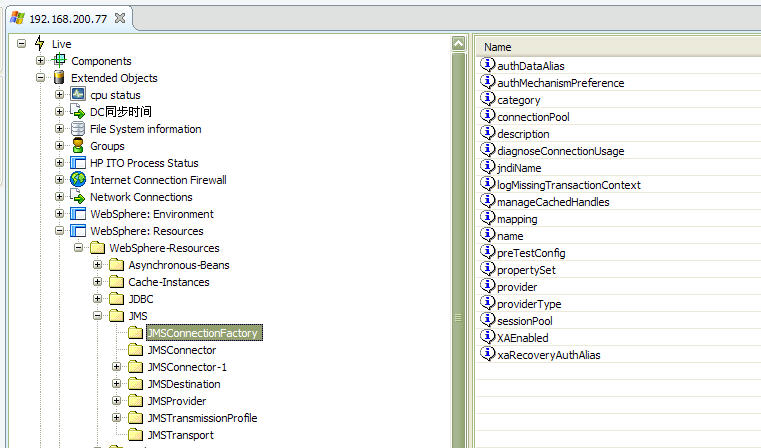 192.168.200.77
Live
Components
Extended Objects
cpu status
DC同步时间
File System information
Groups
HP ITO Process Status
Internet Connection Firewall
Network Connections
WebSphere: Environment
WebSphere: Resources
WebSphere-Resources
Asynchronous-Beans
Cache-Instances
JDBC
JMS
JMSConnectionFactory
JMSConnector
JMSConnector-1
JMSDestination
JMSProvider
JMSTransmissionProfile
JMSTransport
Name
authDataAlias
authMechanismPreference
category
connectionPool
description
diagnoseConnectionUsage
jndiName
logMissingTransactionContext
manageCachedHandles
mapping
name
preTestConfig
propertySet
provider
providerType
sessionPool
XAEnabled
xaRecoveryAuthAlias